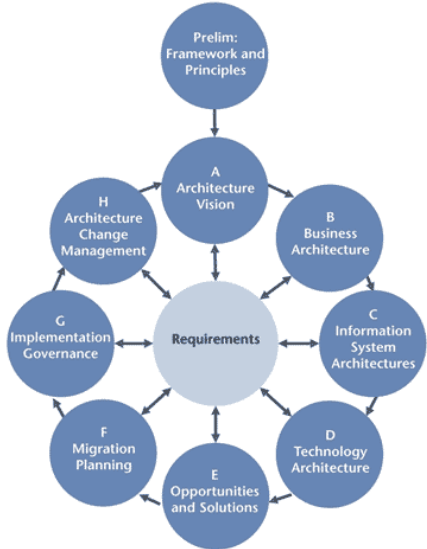 Prelim:
Framework and
Principles
A
Architecture
Vision
H
Architecture
Change
Management
B
Business
Architecture
G
Implementation
Governance
Requirements
C
Information
System
Architectures
F
Migration
Planning
D
Technology
Architecture
E
Opportunities
and Solutions